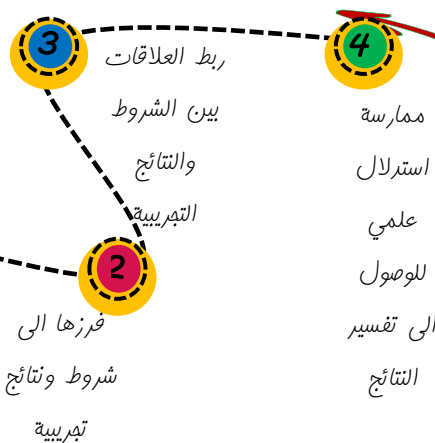 3
ربط العلاقات
بين الشروط
والنتائج
التجريبية
4
ممارسة
استرلال
علمي
للوصول
الى تفسير
النتائج
2
فرزها الى
شروط ونتائج
تجريبية